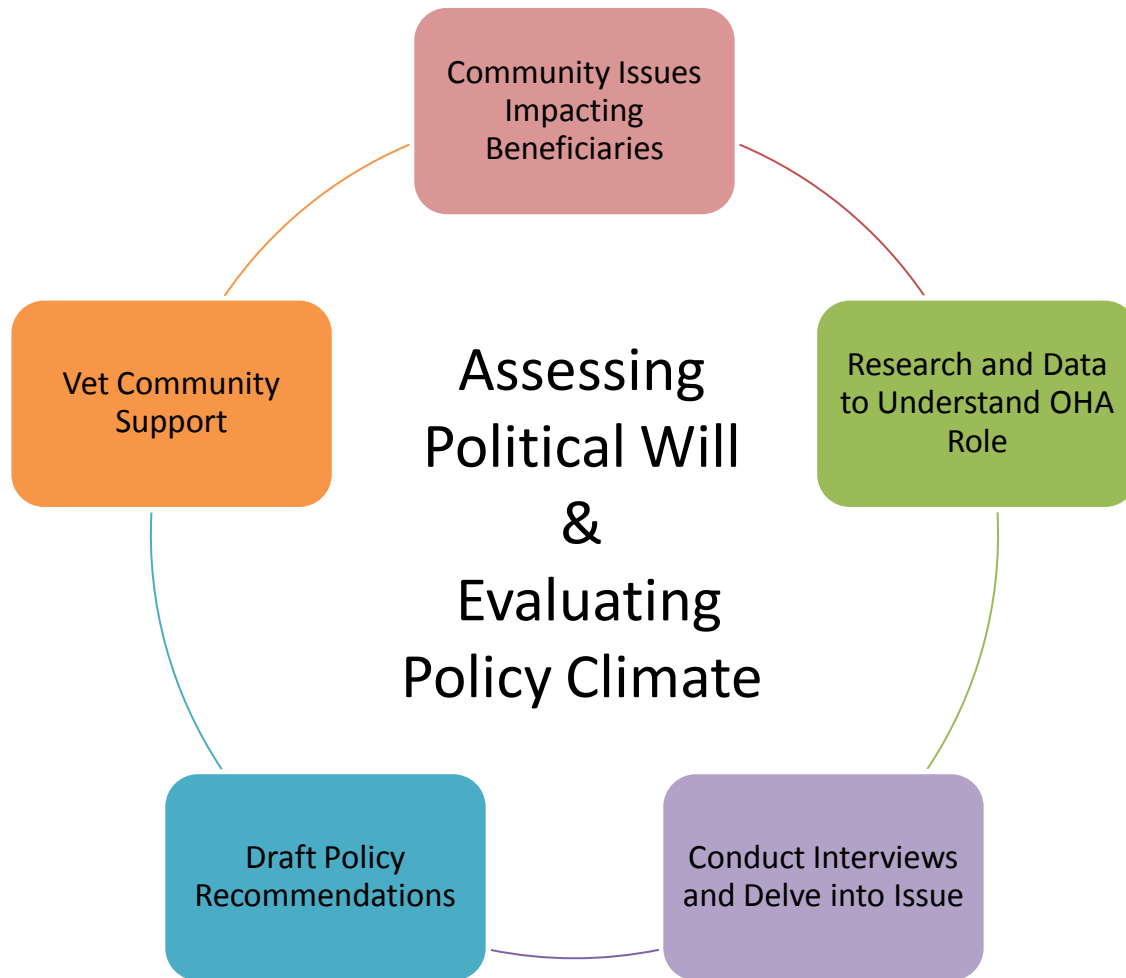 Community Issues
Impacting
Beneficiaries
Research and Data
to Understand OHA
Role
Conduct Interviews
and Delve into Issue
Draft Policy
Recommendations
Vet Community
Support
Assessing
Political Will
&
Evaluating
Policy Climate